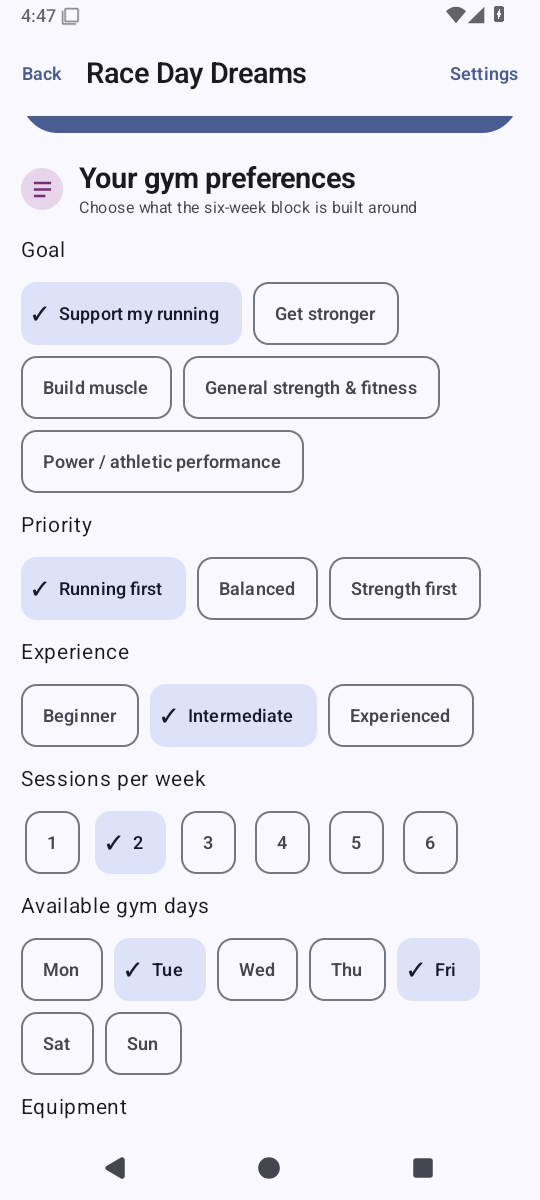 4:47
Back Race Day Dreams Settings
Your gym preferences
Choose what the six-week block is built around
Goal
✓ Support my running Get stronger
Build muscle General strength & fitness
Power / athletic performance
Priority
✓ Running first Balanced Strength first
Experience
Beginner ✓ Intermediate Experienced
Sessions per week
1 ✓ 2 3 4 5 6
Available gym days
Mon ✓ Tue Wed Thu ✓ Fri
Sat Sun
Equipment